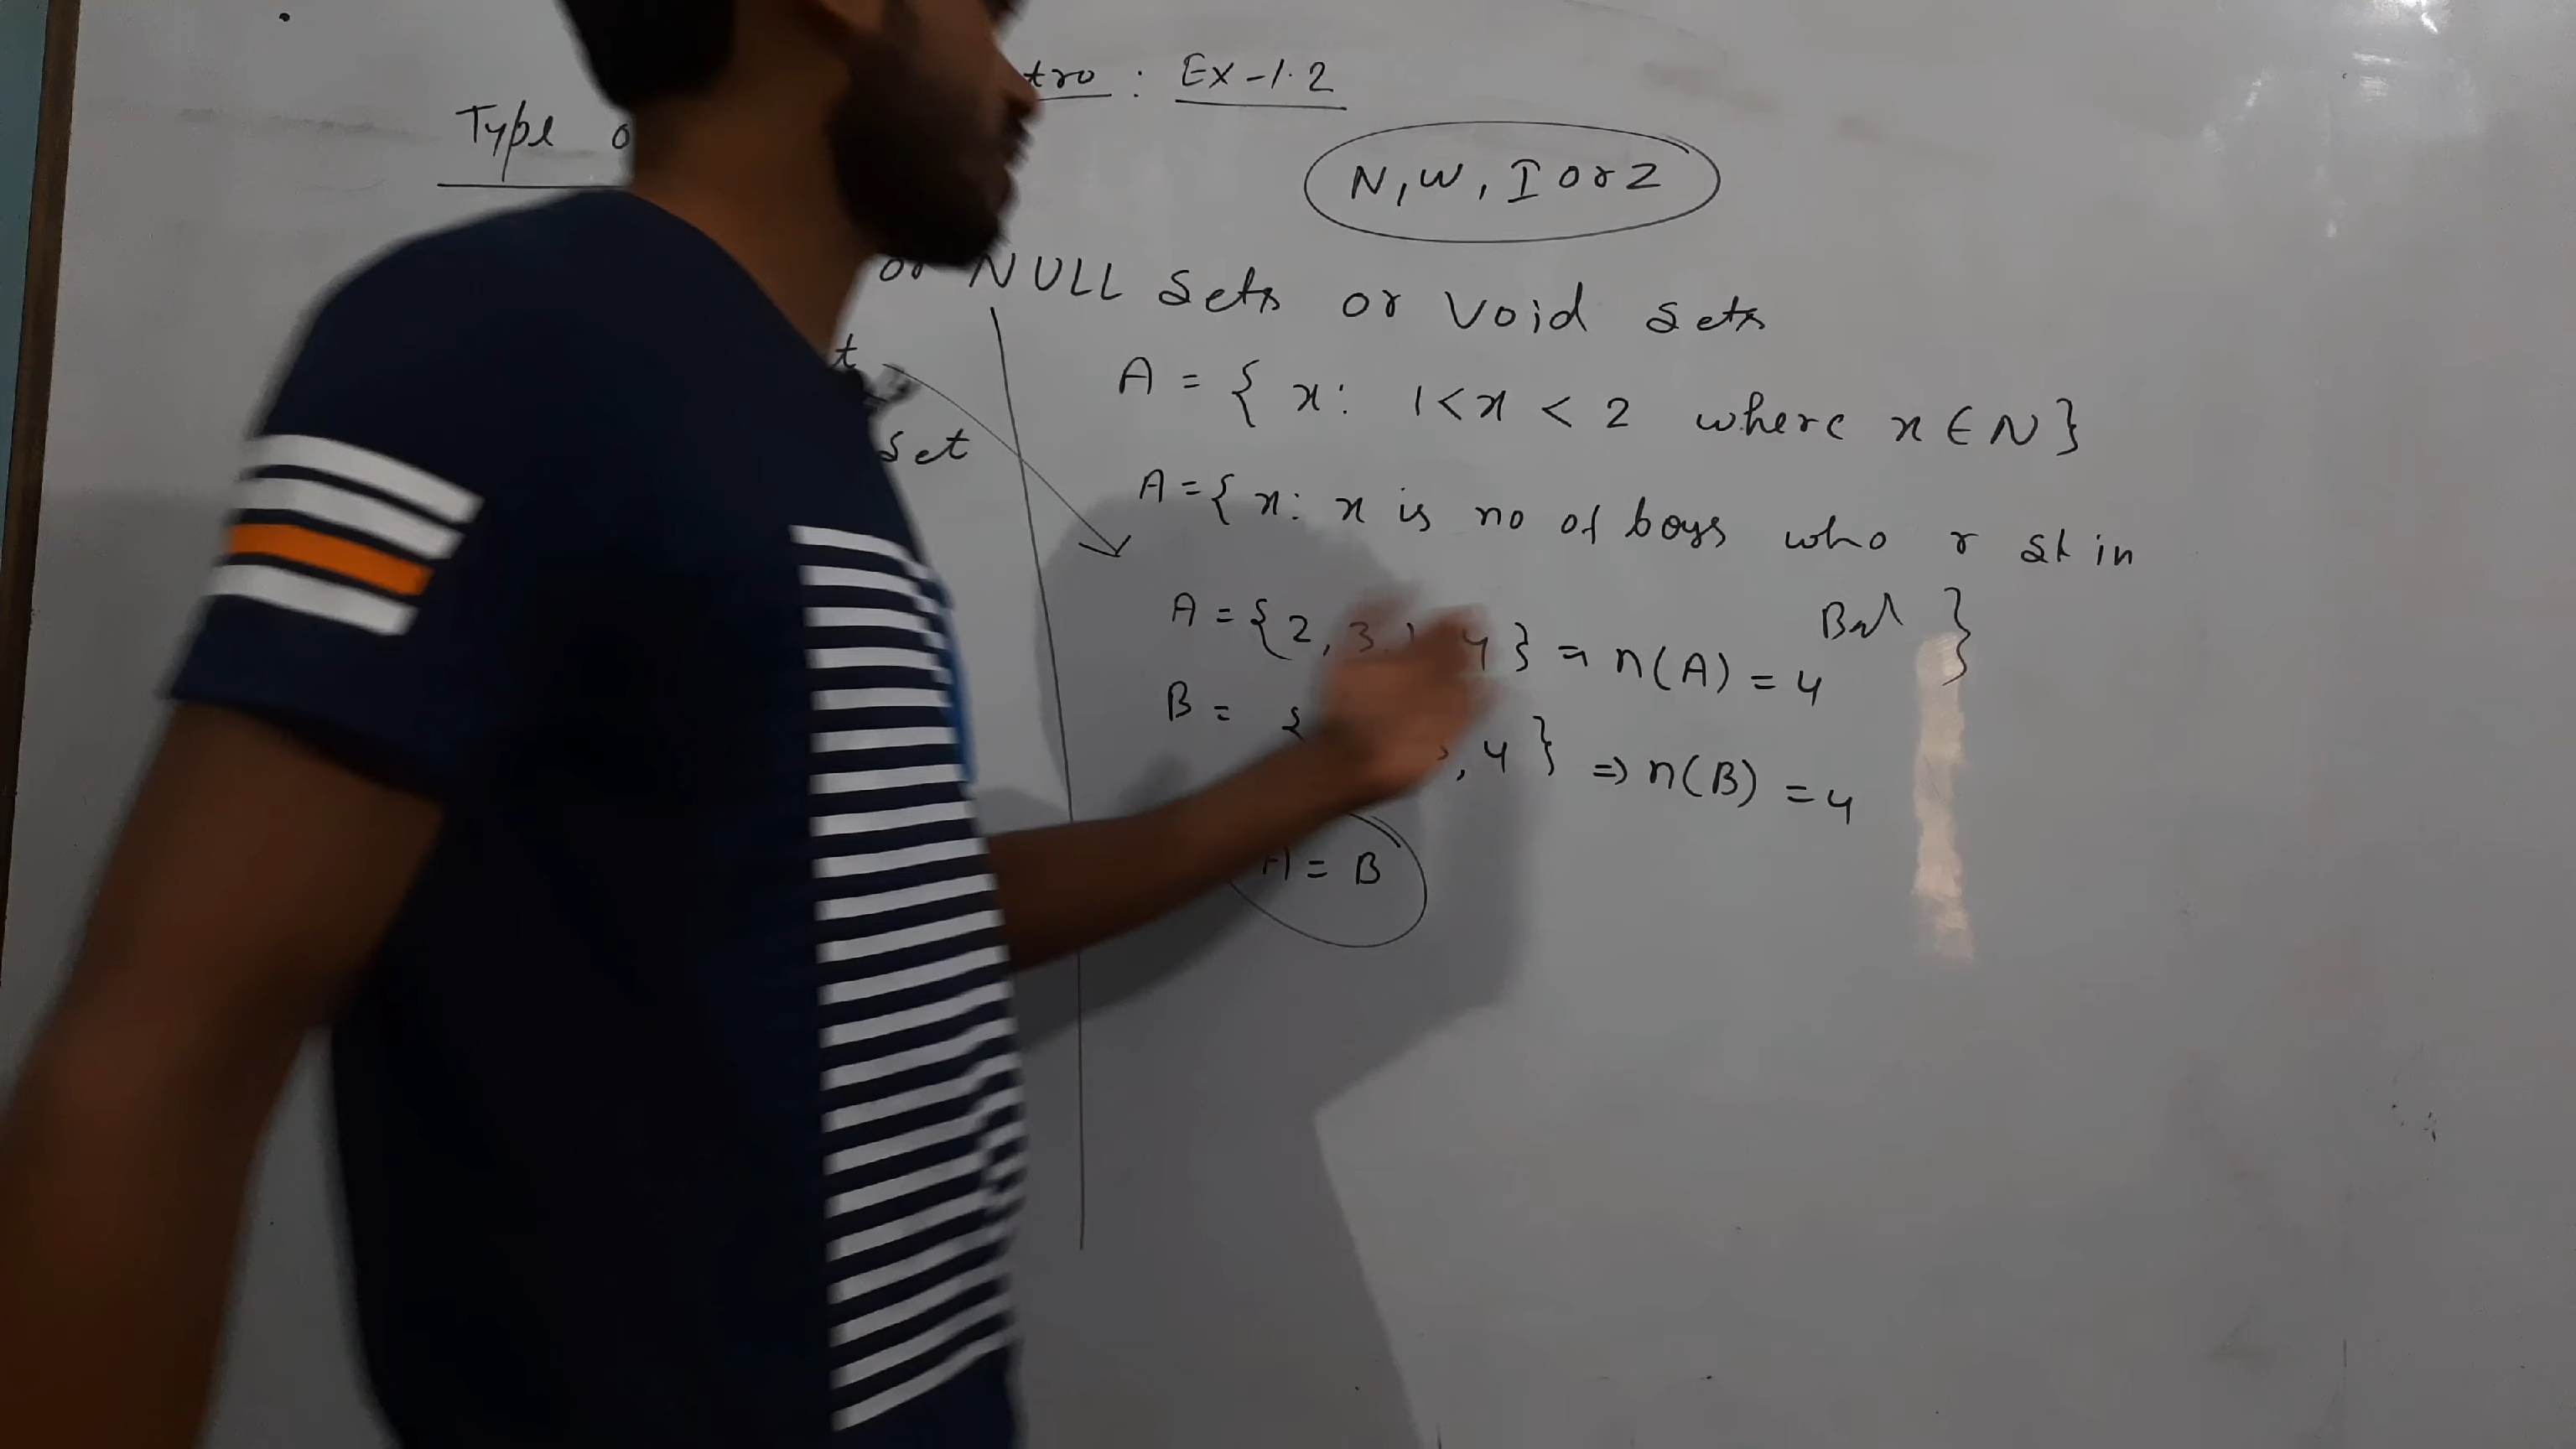 tro : Ex-1.2
Type o
N, W, I or Z
or NULL Sets or Void Sets
t
A = { x : 1 < x < 2 where x ∈ N }
Set
A = { x : x is no of boys who r st in
A = { 2, 3, 4 } = n(A) = 4
}
B = { , 4 } ⇒ n(B) = 4
A = B